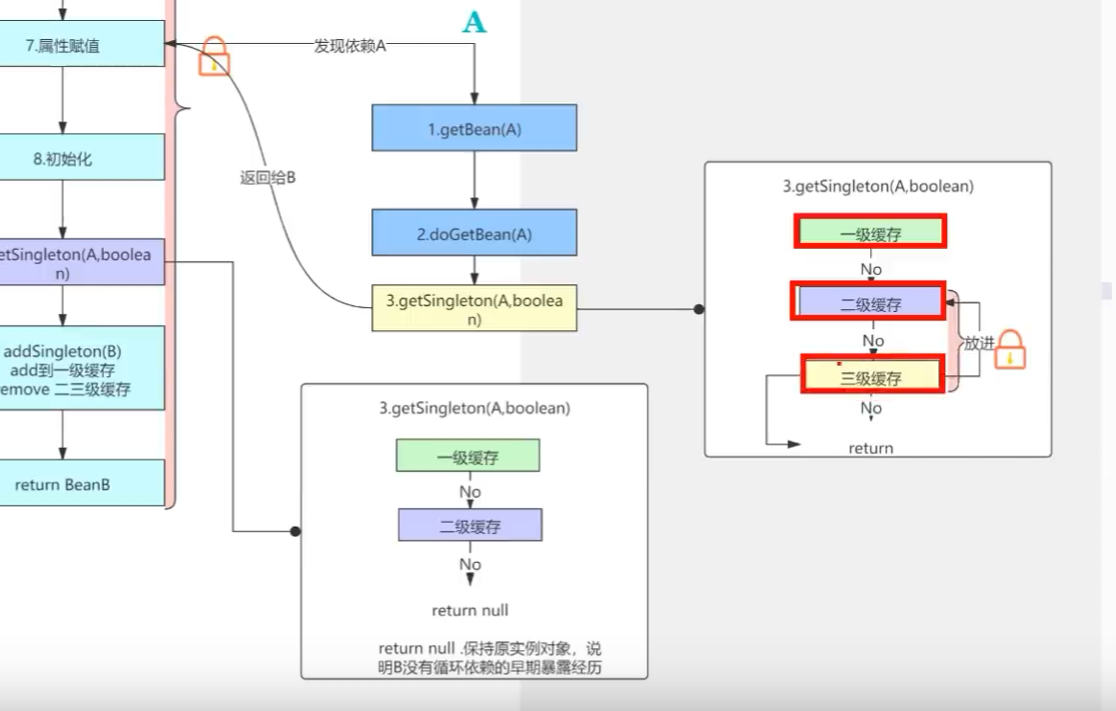 A
7.属性赋值
发现依赖A
1.getBean(A)
8.初始化
返回给B
3.getSingleton(A,boolean)
2.doGetBean(A)
一级缓存
No
etSingleton(A,boolea
n)
3.getSingleton(A,boolea
n)
二级缓存
No
放进
addSingleton(B)
add到一级缓存
remove 二三级缓存
三级缓存
No
return
3.getSingleton(A,boolean)
一级缓存
No
return BeanB
二级缓存
No
return null
return null .保持原实例对象，说
明B没有循环依赖的早期暴露经历